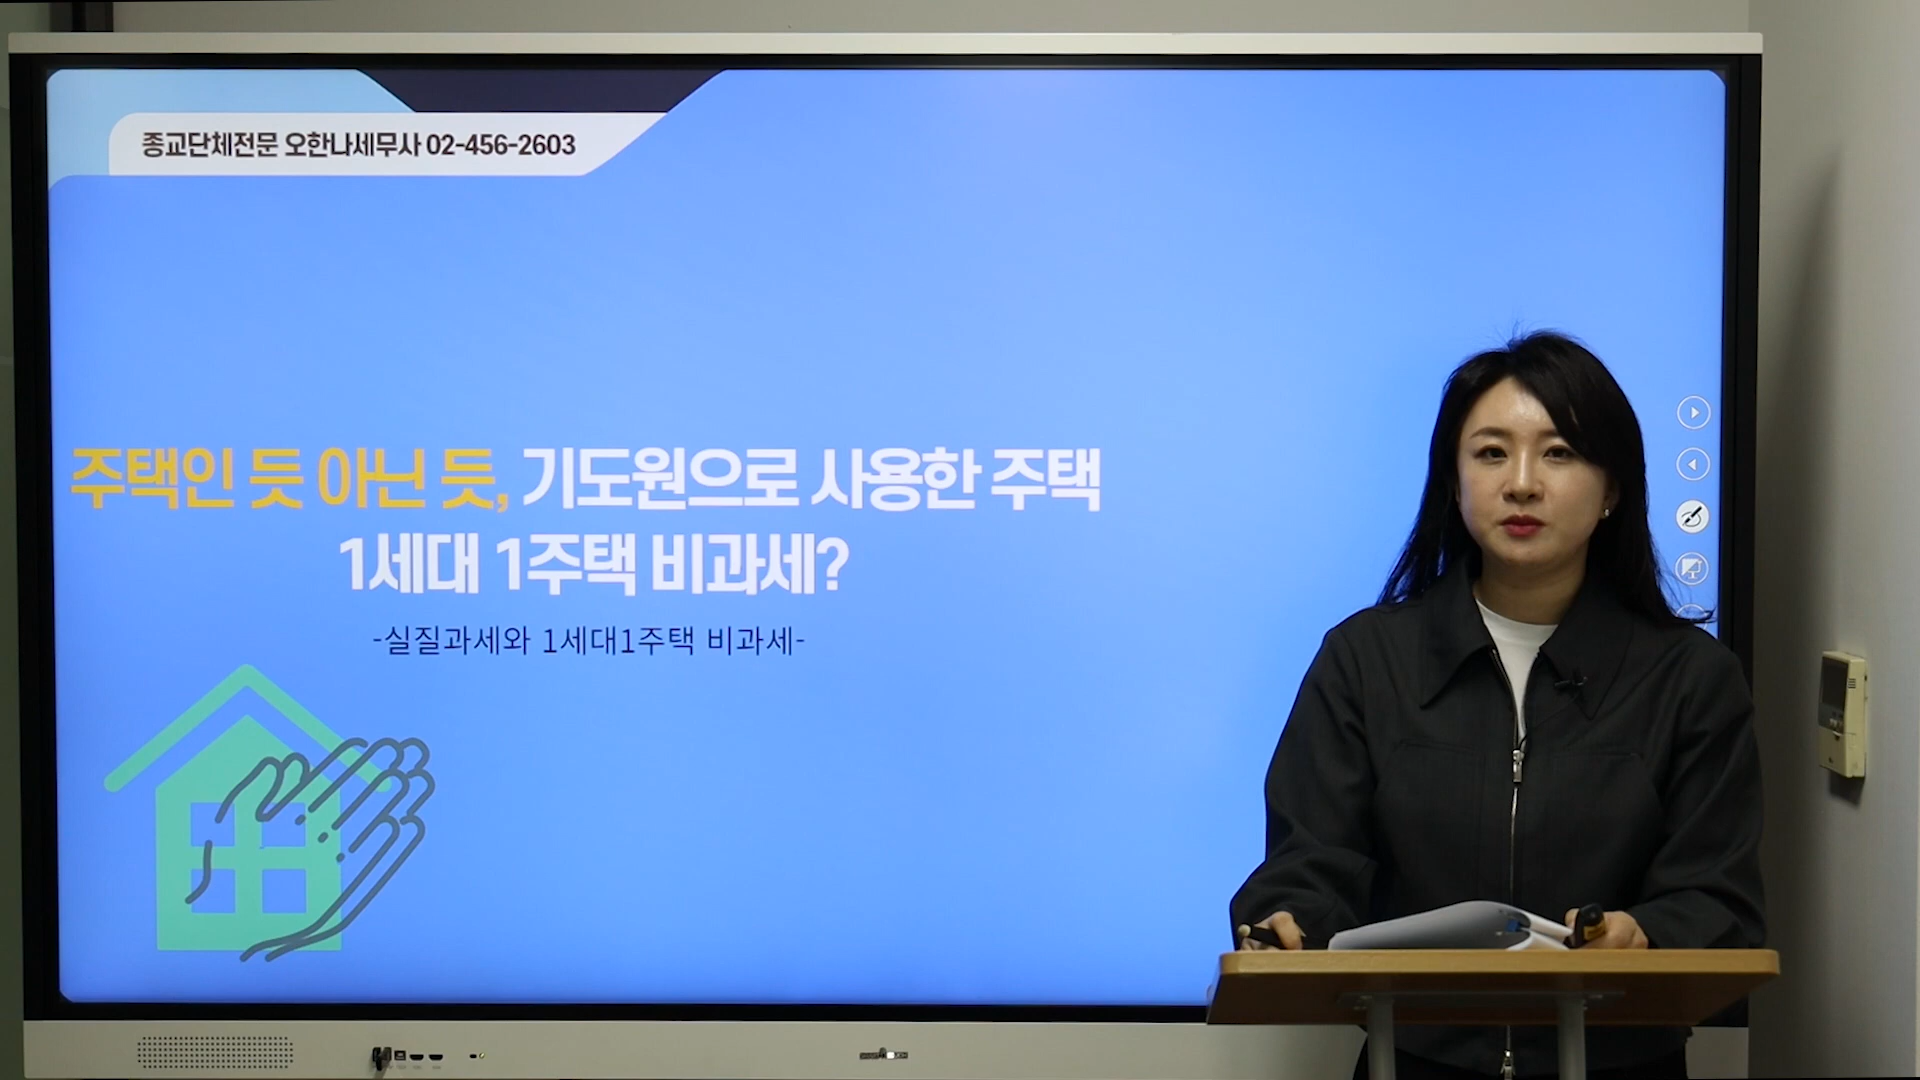 종교단체전문 오한나세무사 02-456-2603
주택인 듯 아닌 듯, 기도원으로 사용한 주택
1세대 1주택 비과세?
-실질과세와 1세대1주택 비과세-